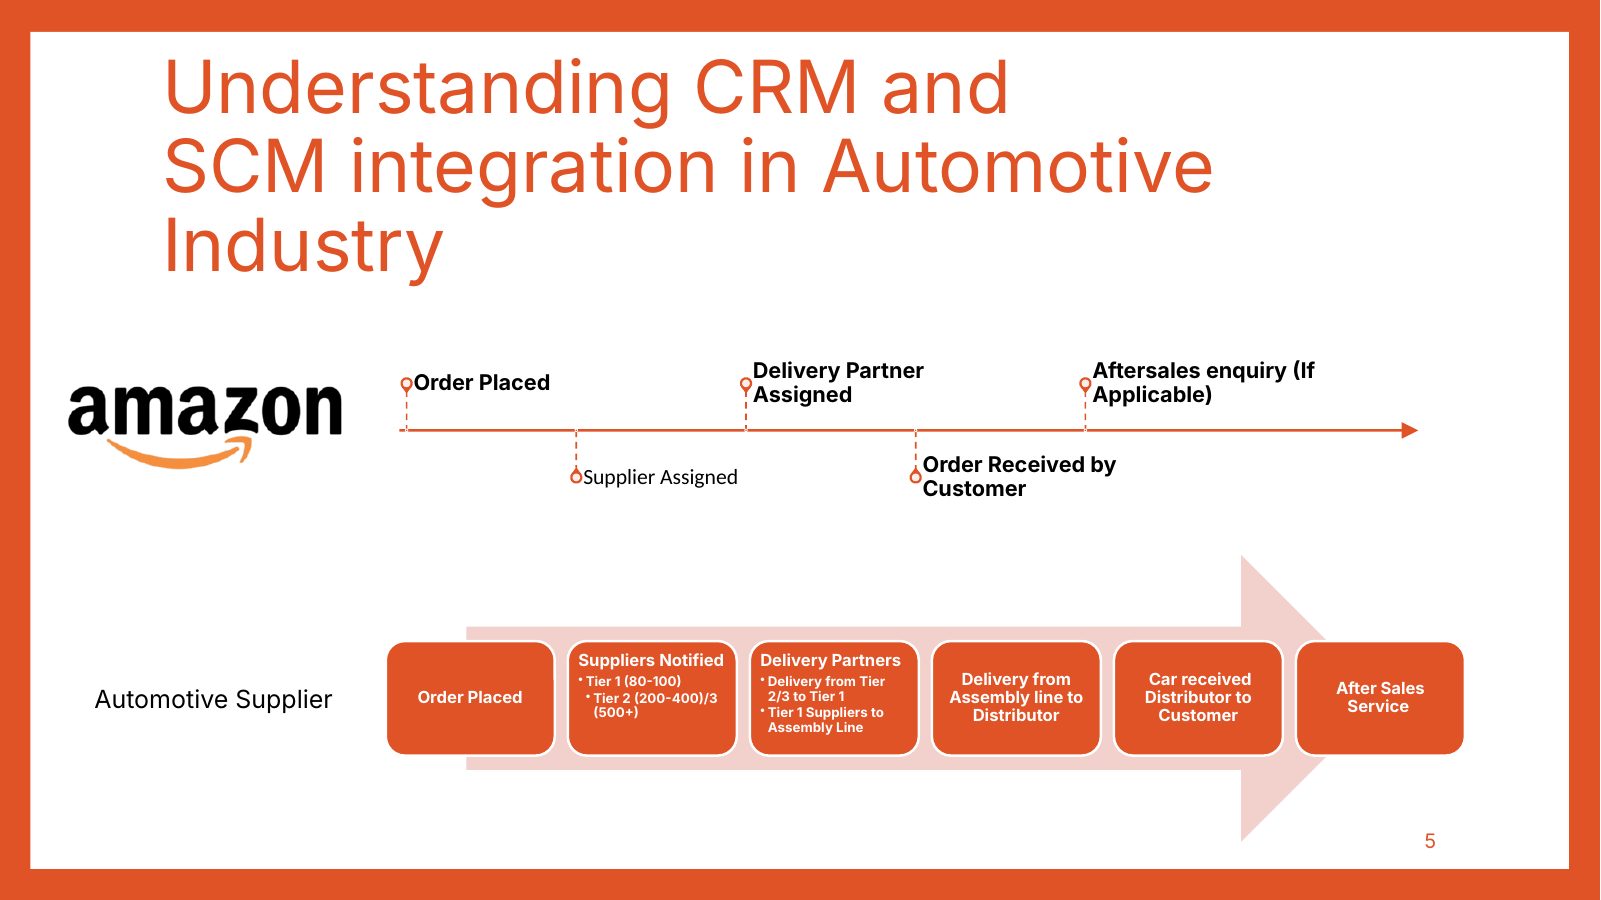 Understanding CRM and
SCM integration in Automotive
Industry
amazon
Order Placed
Supplier Assigned
Delivery Partner
Assigned
Order Received by
Customer
Aftersales enquiry (If
Applicable)
Automotive Supplier
Order Placed
Suppliers Notified
• Tier 1 (80-100)
• Tier 2 (200-400)/3
(500+)
Delivery Partners
• Delivery from Tier
2/3 to Tier 1
• Tier 1 Suppliers to
Assembly Line
Delivery from
Assembly line to
Distributor
Car received
Distributor to
Customer
After Sales
Service
5